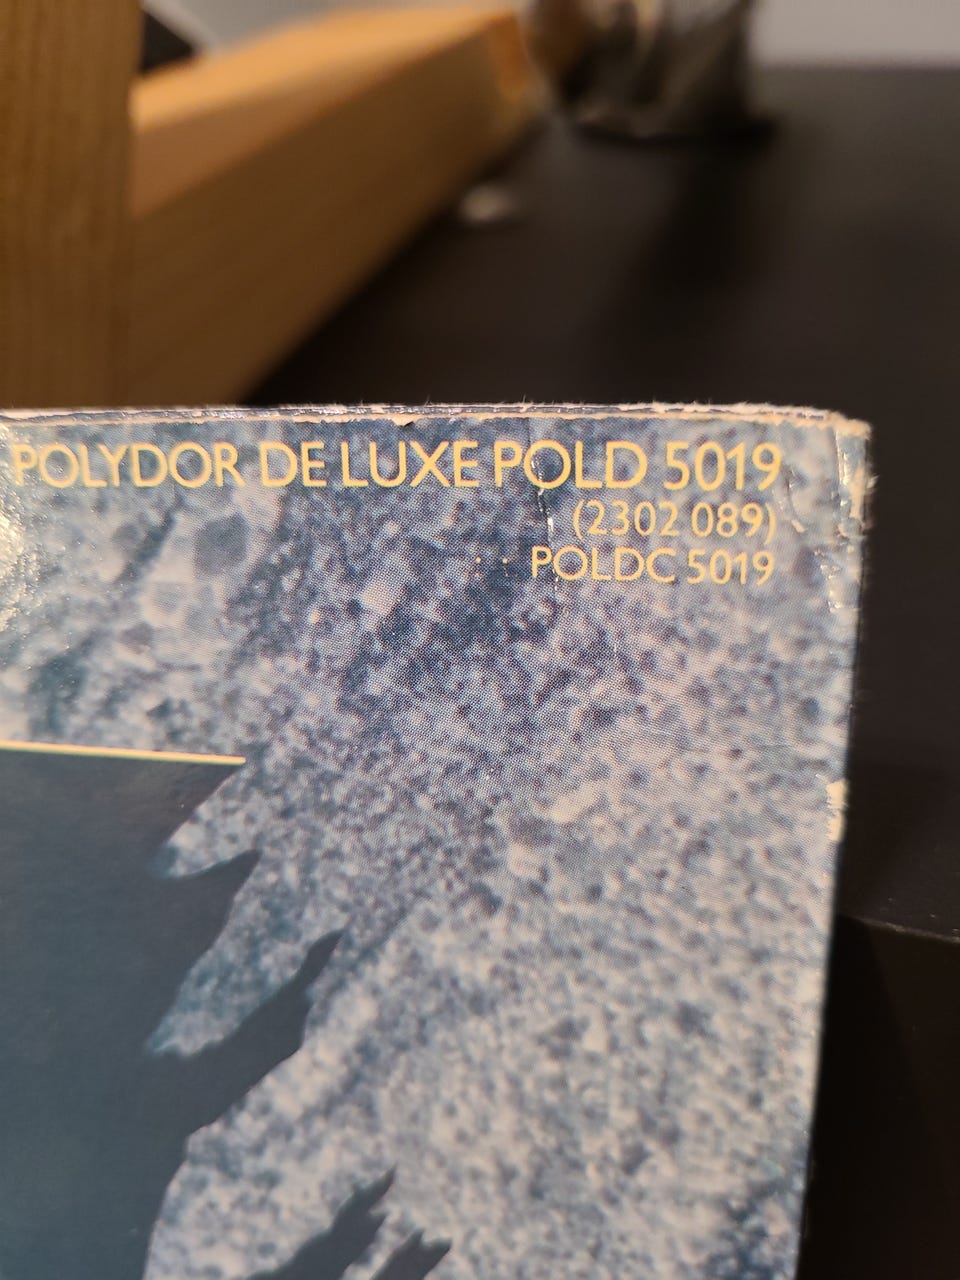 POLYDOR DE LUXE POLD 5019
(2302 089)
POLDC 5019